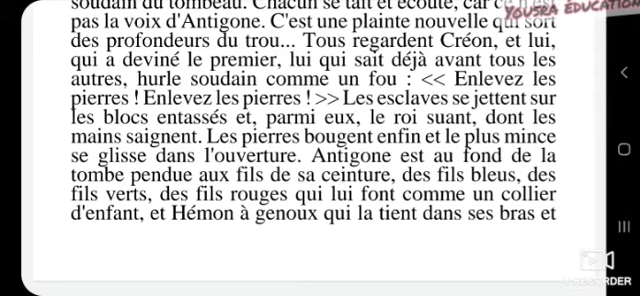 soudain du tombeau. Chacun se tait et écoute, car ce n'est
YOUSRA ÉDUCATION
pas la voix d'Antigone. C'est une plainte nouvelle qui sort
des profondeurs du trou... Tous regardent Créon, et lui,
qui a deviné le premier, lui qui sait déjà avant tous les
autres, hurle soudain comme un fou : << Enlevez les
pierres ! Enlevez les pierres ! >> Les esclaves se jettent sur
les blocs entassés et, parmi eux, le roi suant, dont les
mains saignent. Les pierres bougent enfin et le plus mince
se glisse dans l'ouverture. Antigone est au fond de la
tombe pendue aux fils de sa ceinture, des fils bleus, des
fils verts, des fils rouges qui lui font comme un collier
d'enfant, et Hémon à genoux qui la tient dans ses bras et
RECORDER